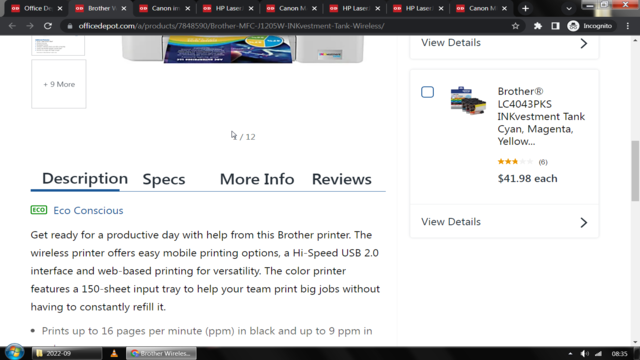 Office De
Brother W
Canon im
HP LaserJ
Canon M
HP LaserJ
HP LaserJ
Canon M
officedepot.com/a/products/7848590/Brother-MFC-J1205W-INKvestment-Tank-Wireless/
Incognito
+ 9 More
1 / 12
Description
Specs
More Info
Reviews
ECO Eco Conscious
Get ready for a productive day with help from this Brother printer. The
wireless printer offers easy mobile printing options, a Hi-Speed USB 2.0
interface and web-based printing for versatility. The color printer
features a 150-sheet input tray to help your team print big jobs without
having to constantly refill it.
• Prints up to 16 pages per minute (ppm) in black and up to 9 ppm in
View Details
Brother®
LC4043PKS
INKvestment Tank
Cyan, Magenta,
Yellow...
(6)
$41.98 each
View Details
2022-09
Brother Wireles...
08:35